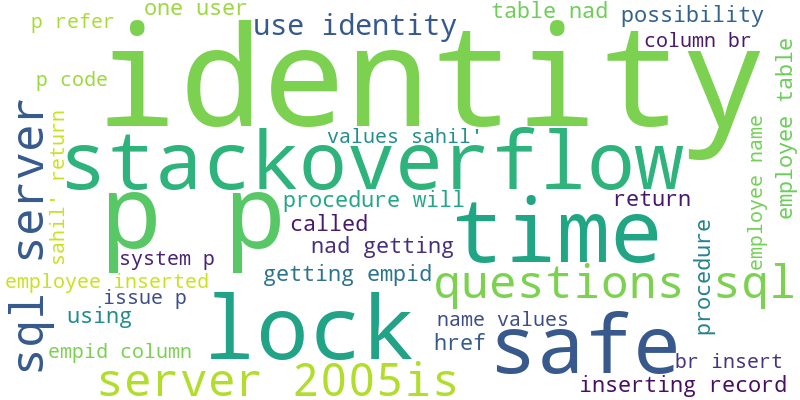 one user
table nad
possibility
p refer
use identity
column br
identity
p code
employee table
values sahil'
stackoverflow
sql server
sahil' return
employee name
p p
procedure will
return
time
called
nad getting
system p
procedure
getting empid
questions sql
employee inserted
issue p
lock
using
name values
safe
href
empid column
br insert
server 2005is
inserting record